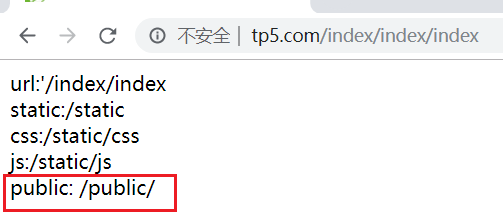 不安全 | tp5.com/index/index/index
url:'/index/index
static:/static
css:/static/css
js:/static/js
public: /public/